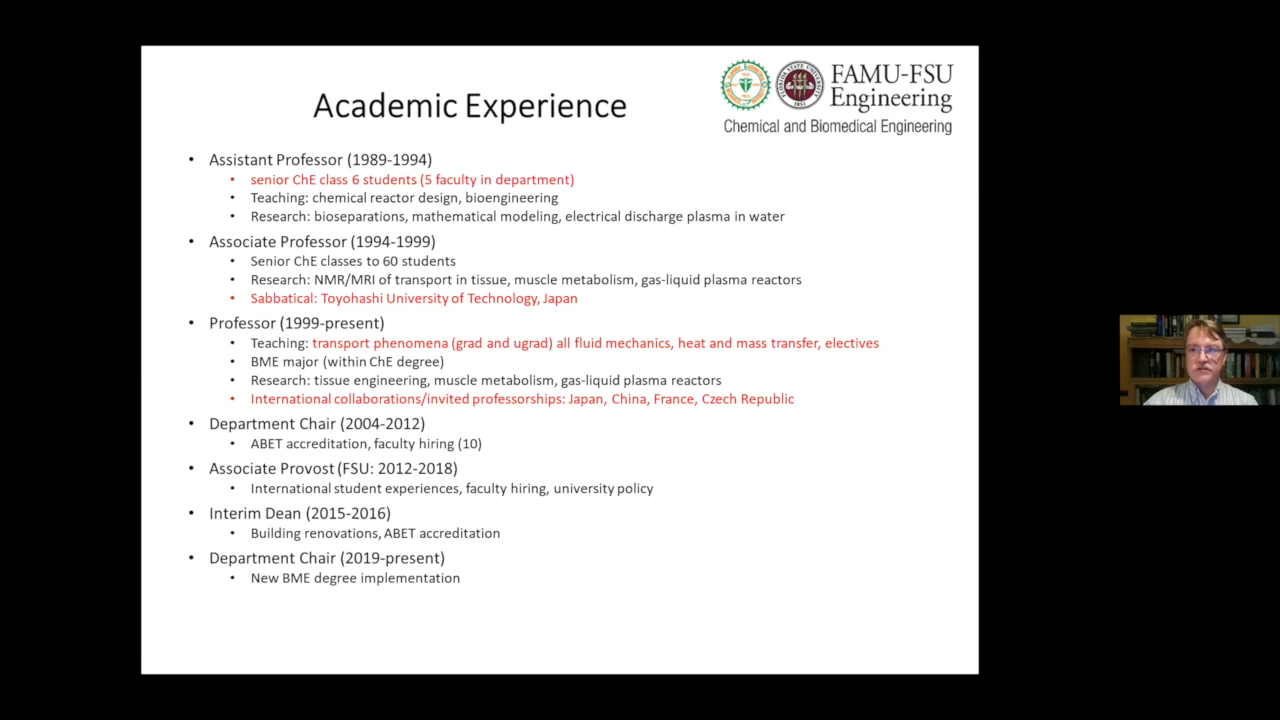 FAMU-FSU
Engineering
Chemical and Biomedical Engineering
Academic Experience
• Assistant Professor (1989-1994)
• senior ChE class 6 students (5 faculty in department)
• Teaching: chemical reactor design, bioengineering
• Research: bioseparations, mathematical modeling, electrical discharge plasma in water
• Associate Professor (1994-1999)
• Senior ChE classes to 60 students
• Research: NMR/MRI of transport in tissue, muscle metabolism, gas-liquid plasma reactors
• Sabbatical: Toyohashi University of Technology, Japan
• Professor (1999-present)
• Teaching: transport phenomena (grad and ugrad) all fluid mechanics, heat and mass transfer, electives
• BME major (within ChE degree)
• Research: tissue engineering, muscle metabolism, gas-liquid plasma reactors
• International collaborations/invited professorships: Japan, China, France, Czech Republic
• Department Chair (2004-2012)
• ABET accreditation, faculty hiring (10)
• Associate Provost (FSU: 2012-2018)
• International student experiences, faculty hiring, university policy
• Interim Dean (2015-2016)
• Building renovations, ABET accreditation
• Department Chair (2019-present)
• New BME degree implementation